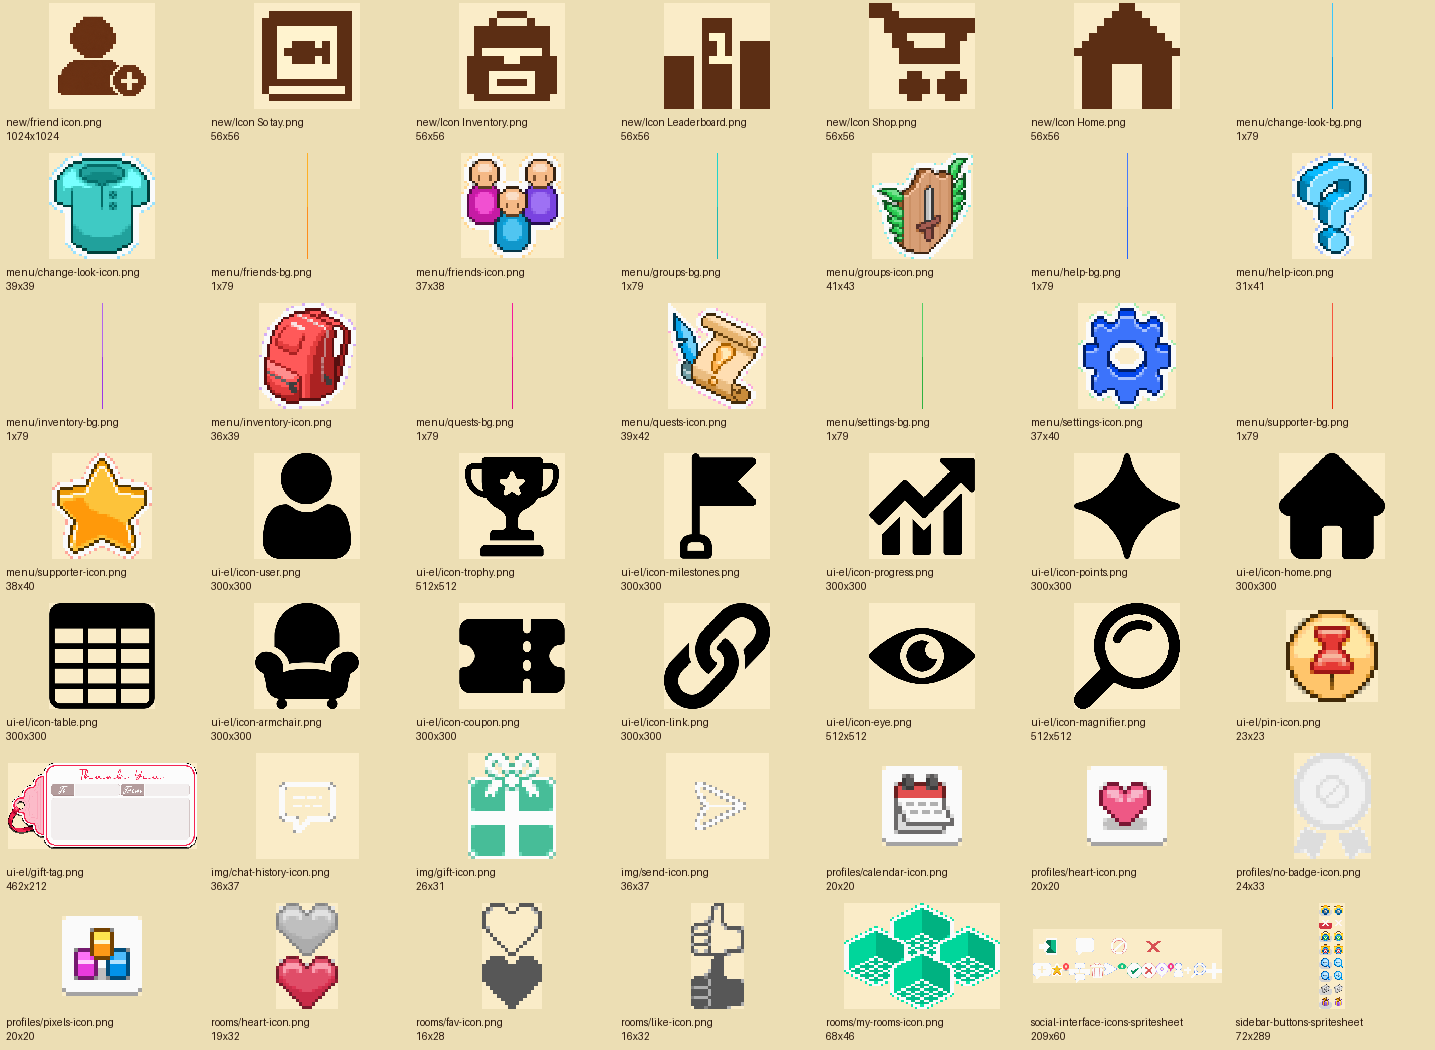 1
new/friend icon.png
1024x1024
new/Icon So tay.png
56x56
new/Icon Inventory.png
56x56
new/Icon Leaderboard.png
56x56
new/Icon Shop.png
56x56
new/Icon Home.png
56x56
menu/change-look-bg.png
1x79
menu/change-look-icon.png
39x39
menu/friends-bg.png
1x79
menu/friends-icon.png
37x38
menu/groups-bg.png
1x79
menu/groups-icon.png
41x43
menu/help-bg.png
1x79
menu/help-icon.png
31x41
menu/inventory-bg.png
1x79
menu/inventory-icon.png
36x39
menu/quests-bg.png
1x79
menu/quests-icon.png
39x42
menu/settings-bg.png
1x79
menu/settings-icon.png
37x40
menu/supporter-bg.png
1x79
menu/supporter-icon.png
38x40
ui-el/icon-user.png
300x300
ui-el/icon-trophy.png
512x512
ui-el/icon-milestones.png
300x300
ui-el/icon-progress.png
300x300
ui-el/icon-points.png
300x300
ui-el/icon-home.png
300x300
ui-el/icon-table.png
300x300
ui-el/icon-armchair.png
300x300
ui-el/icon-coupon.png
300x300
ui-el/icon-link.png
300x300
ui-el/icon-eye.png
512x512
ui-el/icon-magnifier.png
512x512
ui-el/pin-icon.png
23x23
Thank You
To
From
ui-el/gift-tag.png
462x212
img/chat-history-icon.png
36x37
img/gift-icon.png
26x31
img/send-icon.png
36x37
profiles/calendar-icon.png
20x20
profiles/heart-icon.png
20x20
profiles/no-badge-icon.png
24x33
profiles/pixels-icon.png
20x20
rooms/heart-icon.png
19x32
rooms/fav-icon.png
16x28
rooms/like-icon.png
16x32
rooms/my-rooms-icon.png
68x46
social-interface-icons-spritesheet
209x60
sidebar-buttons-spritesheet
72x289